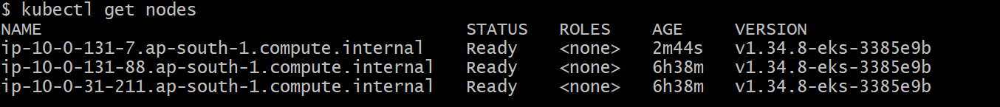 $ kubectl get nodes
NAME STATUS ROLES AGE VERSION
ip-10-0-131-7.ap-south-1.compute.internal Ready <none> 2m44s v1.34.8-eks-3385e9b
ip-10-0-131-88.ap-south-1.compute.internal Ready <none> 6h38m v1.34.8-eks-3385e9b
ip-10-0-31-211.ap-south-1.compute.internal Ready <none> 6h38m v1.34.8-eks-3385e9b